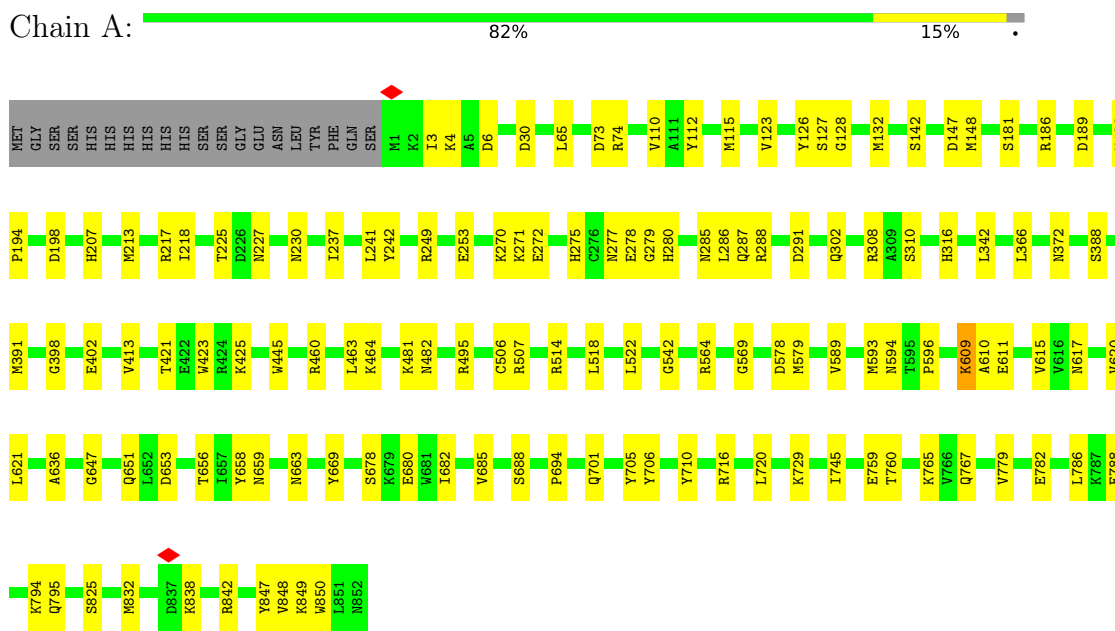 Chain A:
82% 15% •
MET GLY SER SER HIS HIS HIS HIS HIS HIS SER SER GLY GLU ASN LEU TYR PHE GLN SER M1 K2 I3 K4 A5 D6 D30 L65 D73 R74 V110 A111 Y112 M115 V123 Y126 S127 G128 M132 S142 D147 M148 S181 R186 D189
P194 D198 H207 M213 R217 I218 T225 D226 N227 N230 I237 L241 Y242 R249 E253 K270 K271 E272 H275 C276 N277 E278 G279 H280 N285 L286 Q287 R288 D291 Q302 R308 A309 S310 H316 L342 L366 N372 S388
M391 G398 E402 V413 T421 E422 W423 R424 K425 W445 R460 L463 K464 K481 N482 R495 C506 R507 R514 L518 L522 G542 R564 G569 D578 M579 V589 M593 N594 T595 P596 K609 A610 E611 V615 V616 N617 V620
L621 A636 G647 Q651 L652 D653 T656 I657 Y658 N659 N663 Y669 S678 K679 E680 W681 I682 V685 S688 P694 Q701 Y705 Y706 Y710 R716 L720 K729 I745 E759 T760 K765 V766 Q767 V779 E782 L786 K787
K794 Q795 S825 M832 D837 K838 R842 Y847 V848 K849 W850 L851 N852